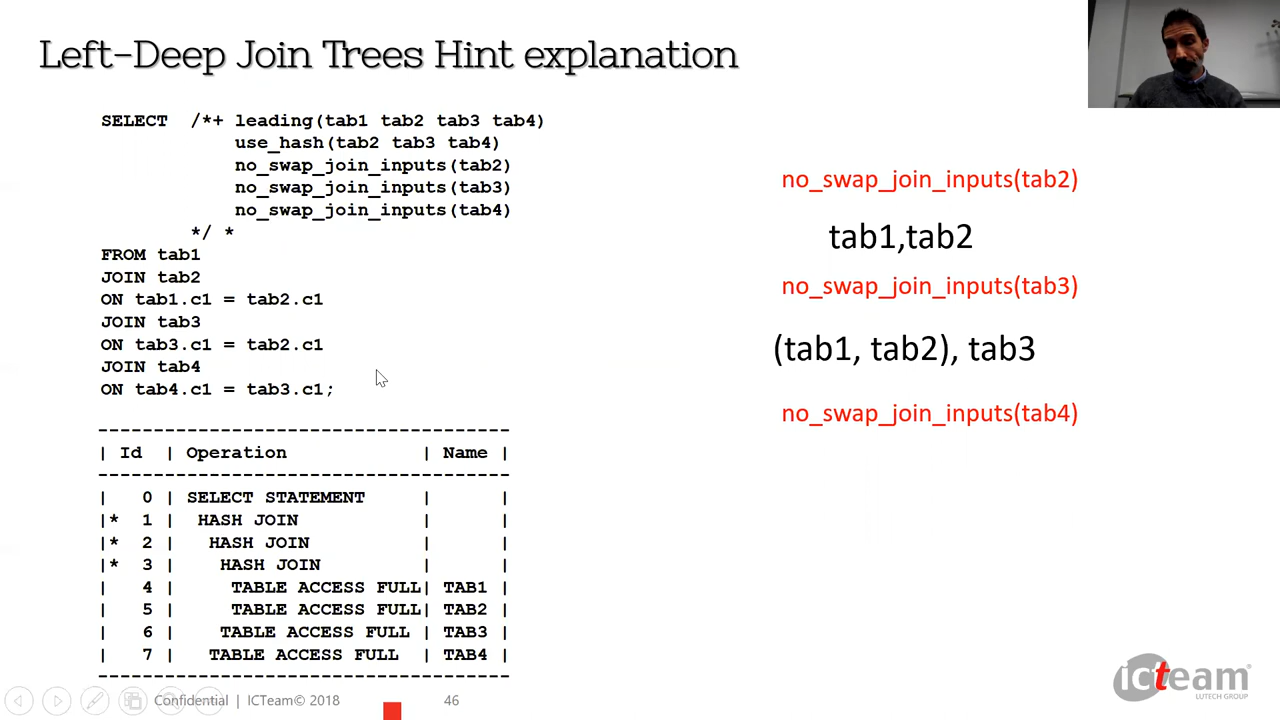 Left-Deep Join Trees Hint explanation
SELECT /*+ leading(tab1 tab2 tab3 tab4)
use_hash(tab2 tab3 tab4)
no_swap_join_inputs(tab2)
no_swap_join_inputs(tab3)
no_swap_join_inputs(tab4)
*/ *
FROM tab1
JOIN tab2
ON tab1.c1 = tab2.c1
JOIN tab3
ON tab3.c1 = tab2.c1
JOIN tab4
ON tab4.c1 = tab3.c1;
-------------------------------------
| Id | Operation | Name |
-------------------------------------
| 0 | SELECT STATEMENT | |
|* 1 | HASH JOIN | |
|* 2 | HASH JOIN | |
|* 3 | HASH JOIN | |
| 4 | TABLE ACCESS FULL| TAB1 |
| 5 | TABLE ACCESS FULL| TAB2 |
| 6 | TABLE ACCESS FULL | TAB3 |
| 7 | TABLE ACCESS FULL | TAB4 |
-------------------------------------
no_swap_join_inputs(tab2)
tab1,tab2
no_swap_join_inputs(tab3)
(tab1, tab2), tab3
no_swap_join_inputs(tab4)
Confidential | ICTeam© 2018
46
icteam
LUTECH GROUP